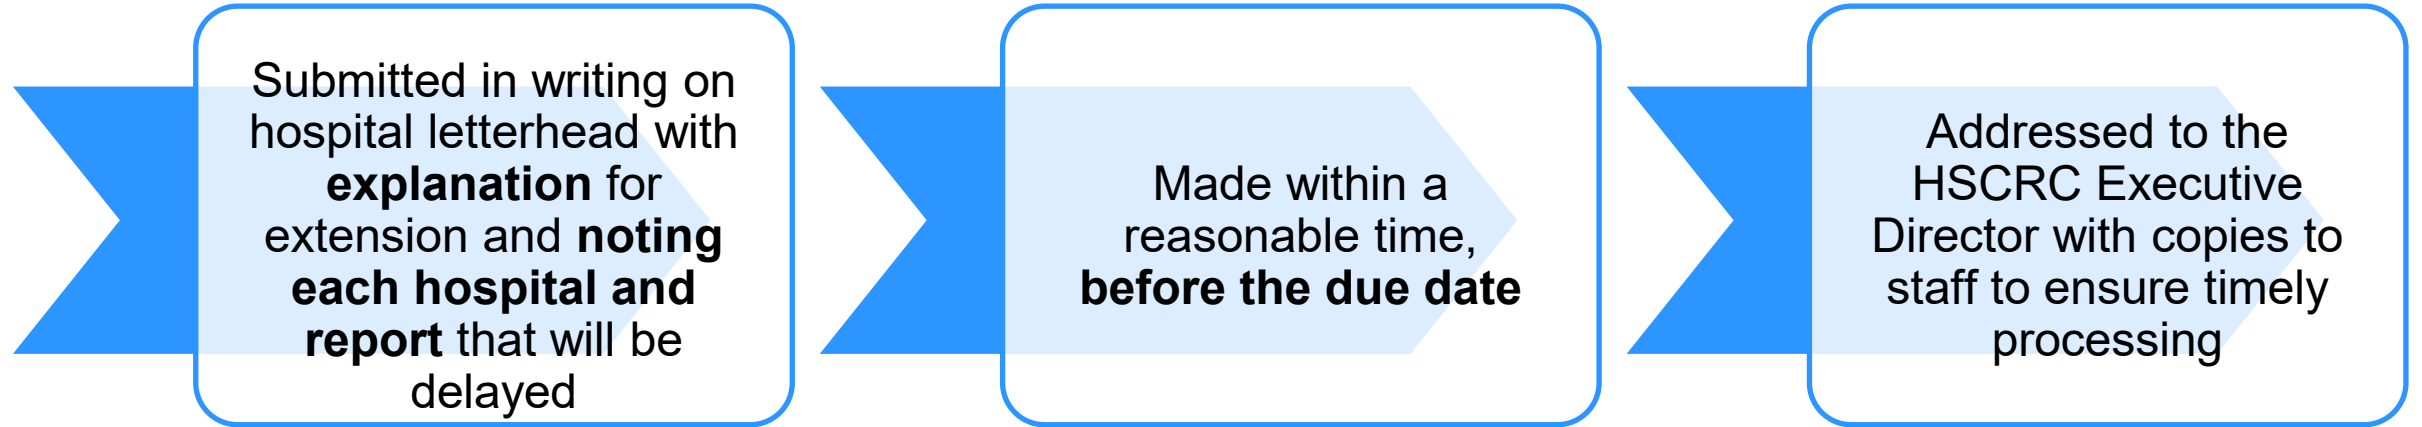 Submitted in writing on
hospital letterhead with
explanation for
extension and noting
each hospital and
report that will be
delayed
Made within a
reasonable time,
before the due date
Addressed to the
HSCRC Executive
Director with copies to
staff to ensure timely
processing